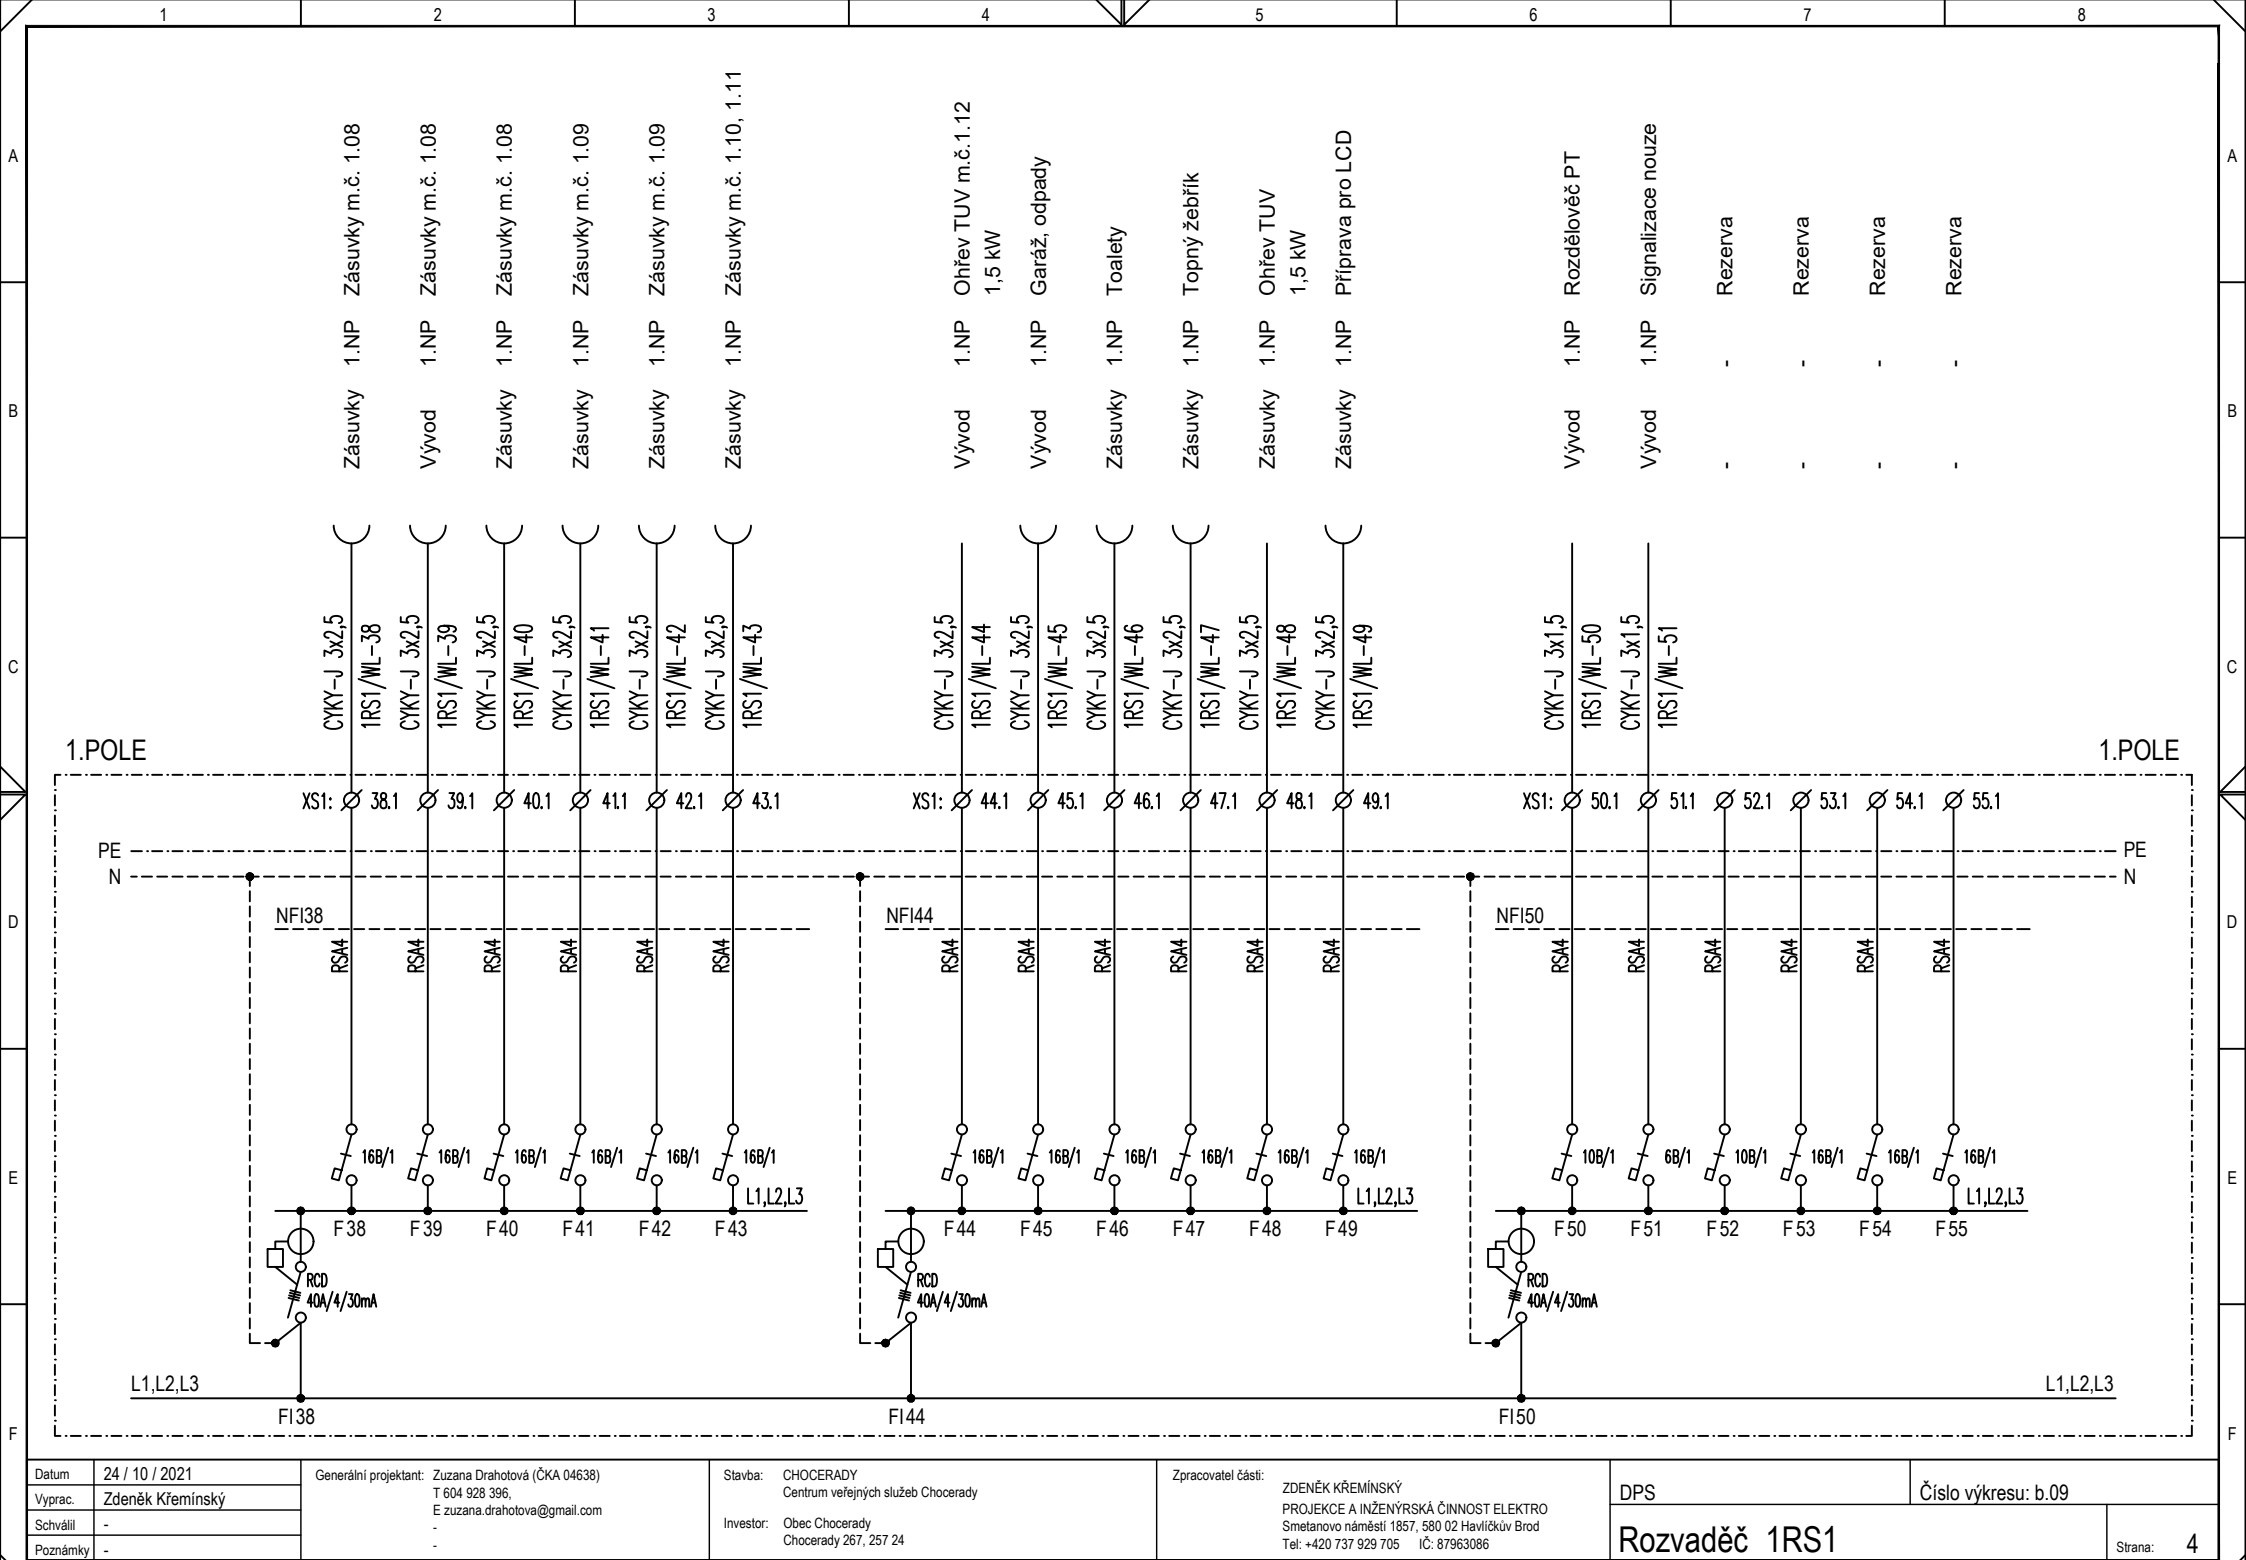 1 2 3 4 5 6 7 8
A A
B B
C C
D D
E E
F F
Zásuvky 1.NP Zásuvky m.č. 1.08
Vývod 1.NP Zásuvky m.č. 1.08
Zásuvky 1.NP Zásuvky m.č. 1.08
Zásuvky 1.NP Zásuvky m.č. 1.09
Zásuvky 1.NP Zásuvky m.č. 1.09
Zásuvky 1.NP Zásuvky m.č. 1.10, 1.11
Vývod 1.NP Ohřev TUV m.č.1.12
1,5 kW
Vývod 1.NP Garáž, odpady
Zásuvky 1.NP Toalety
Zásuvky 1.NP Topný žebřík
Zásuvky 1.NP Ohřev TUV
1,5 kW
Zásuvky 1.NP Příprava pro LCD
Vývod 1.NP Rozdělověč PT
Vývod 1.NP Signalizace nouze
- - Rezerva
- - Rezerva
- - Rezerva
- - Rezerva
CYKY-J 3x2,5
1RS1/WL-38
CYKY-J 3x2,5
1RS1/WL-39
CYKY-J 3x2,5
1RS1/WL-40
CYKY-J 3x2,5
1RS1/WL-41
CYKY-J 3x2,5
1RS1/WL-42
CYKY-J 3x2,5
1RS1/WL-43
CYKY-J 3x2,5
1RS1/WL-44
CYKY-J 3x2,5
1RS1/WL-45
CYKY-J 3x2,5
1RS1/WL-46
CYKY-J 3x2,5
1RS1/WL-47
CYKY-J 3x2,5
1RS1/WL-48
CYKY-J 3x2,5
1RS1/WL-49
CYKY-J 3x1,5
1RS1/WL-50
CYKY-J 3x1,5
1RS1/WL-51
1.POLE 1.POLE
XS1: 38.1 39.1 40.1 41.1 42.1 43.1 XS1: 44.1 45.1 46.1 47.1 48.1 49.1 XS1: 50.1 51.1 52.1 53.1 54.1 55.1
PE PE
N N
NFI38 NFI44 NFI50
RSA4 RSA4 RSA4 RSA4 RSA4 RSA4 RSA4 RSA4 RSA4 RSA4 RSA4 RSA4 RSA4 RSA4 RSA4 RSA4 RSA4 RSA4
16B/1 16B/1 16B/1 16B/1 16B/1 16B/1 16B/1 16B/1 16B/1 16B/1 16B/1 16B/1 10B/1 6B/1 10B/1 16B/1 16B/1 16B/1
L1,L2,L3 L1,L2,L3 L1,L2,L3
F38 F39 F40 F41 F42 F43 F44 F45 F46 F47 F48 F49 F50 F51 F52 F53 F54 F55
RCD RCD RCD
40A/4/30mA 40A/4/30mA 40A/4/30mA
L1,L2,L3 L1,L2,L3
FI38 FI44 FI50
Datum 24 / 10 / 2021
Vyprac. Zdeněk Křemínský
Schválil -
Poznámky -
Generální projektant: Zuzana Drahotová (ČKA 04638)
T 604 928 396,
E zuzana.drahotova@gmail.com
-
-
Stavba: CHOCERADY
Centrum veřejných služeb Chocerady
Investor: Obec Chocerady
Chocerady 267, 257 24
Zpracovatel části:
ZDENĚK KŘEMÍNSKÝ
PROJEKCE A INŽENÝRSKÁ ČINNOST ELEKTRO
Smetanovo náměstí 1857, 580 02 Havlíčkův Brod
Tel: +420 737 929 705 IČ: 87963086
DPS
Číslo výkresu: b.09
Rozvaděč 1RS1
Strana: 4